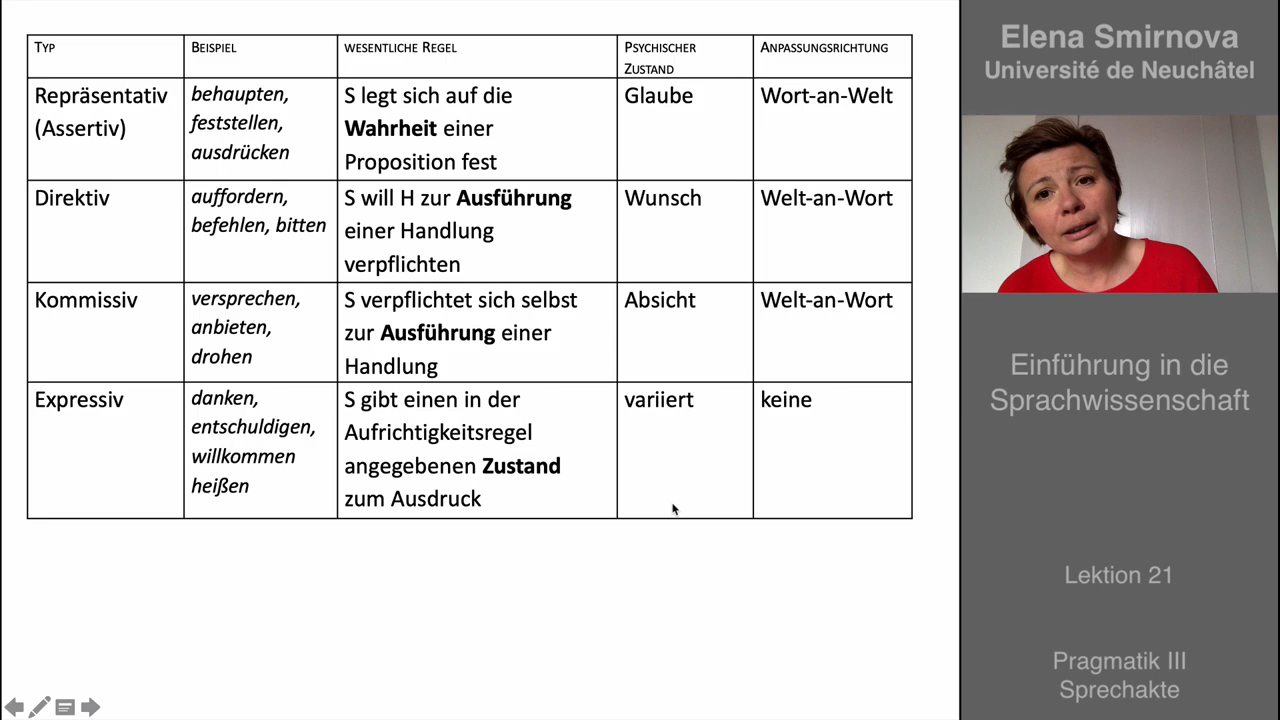 Typ
Beispiel
wesentliche Regel
Psychischer
Zustand
Anpassungsrichtung
Repräsentativ
(Assertiv)
behaupten,
feststellen,
ausdrücken
S legt sich auf die
Wahrheit einer
Proposition fest
Glaube
Wort-an-Welt
Direktiv
auffordern,
befehlen, bitten
S will H zur Ausführung
einer Handlung
verpflichten
Wunsch
Welt-an-Wort
Kommissiv
versprechen,
anbieten,
drohen
S verpflichtet sich selbst
zur Ausführung einer
Handlung
Absicht
Welt-an-Wort
Expressiv
danken,
entschuldigen,
willkommen
heißen
S gibt einen in der
Aufrichtigkeitsregel
angegebenen Zustand
zum Ausdruck
variiert
keine
Elena Smirnova
Université de Neuchâtel
Einführung in die
Sprachwissenschaft
Lektion 21
Pragmatik III
Sprechakte